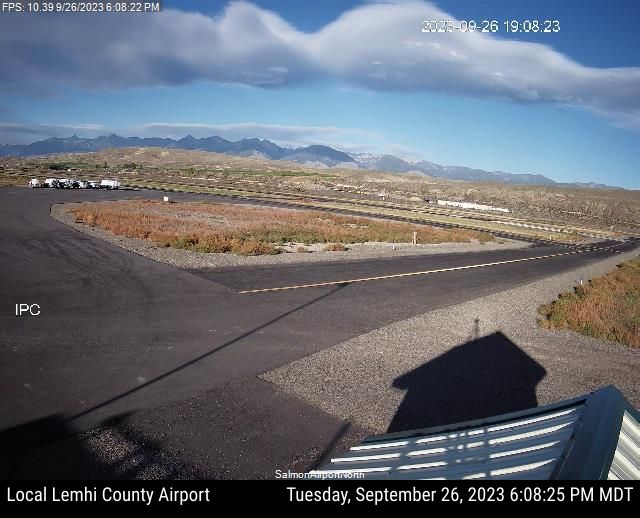 FPS: 10.39 9/26/2023 6:08:22 PM
2023-09-26 19:08:23
IPC
SalmonAirportNorth
Local Lemhi County Airport
Tuesday, September 26, 2023 6:08:25 PM MDT